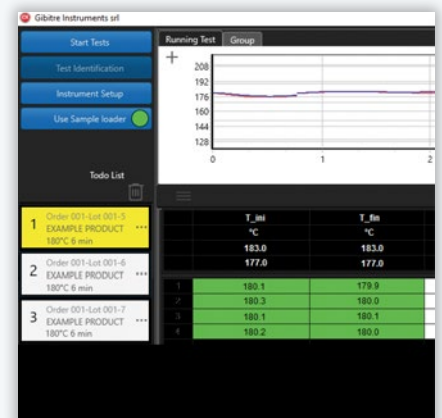 Gibitre Instruments srl
Start Tests
Test Identification
Instrument Setup
Use Sample loader
Todo List
1 Order 001-Lot 001-5
EXAMPLE PRODUCT ...
180°C 6 min
2 Order 001-Lot 001-6
EXAMPLE PRODUCT ...
180°C 6 min
3 Order 001-Lot 001-7
EXAMPLE PRODUCT ...
180°C 6 min
Running Test Group
208
192
176
160
144
128
0 1 2
T_ini T_fin
°C °C
183.0 183.0
177.0 177.0
1 180.1 179.9
2 180.3 180.0
3 180.1 180.1
4 180.2 180.0